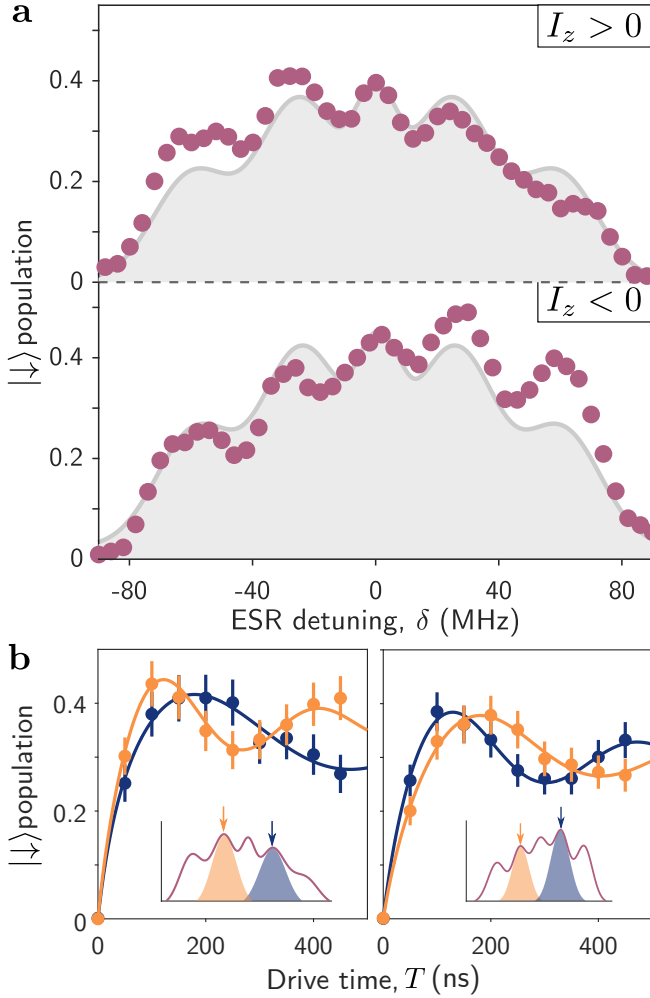 a
I_z > 0
0.4
0.2
0
|↓⟩ population
I_z < 0
0.4
0.2
0
-80 -40 0 40 80
ESR detuning, δ (MHz)
b
0.4
0.2
0
|↓⟩ population
0 200 400 0 200 400
Drive time, T (ns)